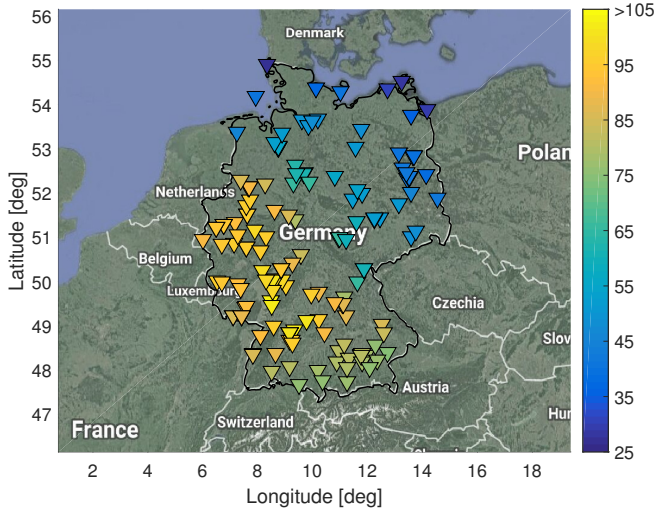 56
55
54
53
52
51
50
49
48
47
Latitude [deg]
Denmark
Polan
Netherlands
Germany
Belgium
Luxembourg
Czechia
Slov
Austria
Hun
Switzerland
France
2 4 6 8 10 12 14 16 18
Longitude [deg]
>105
95
85
75
65
55
45
35
25